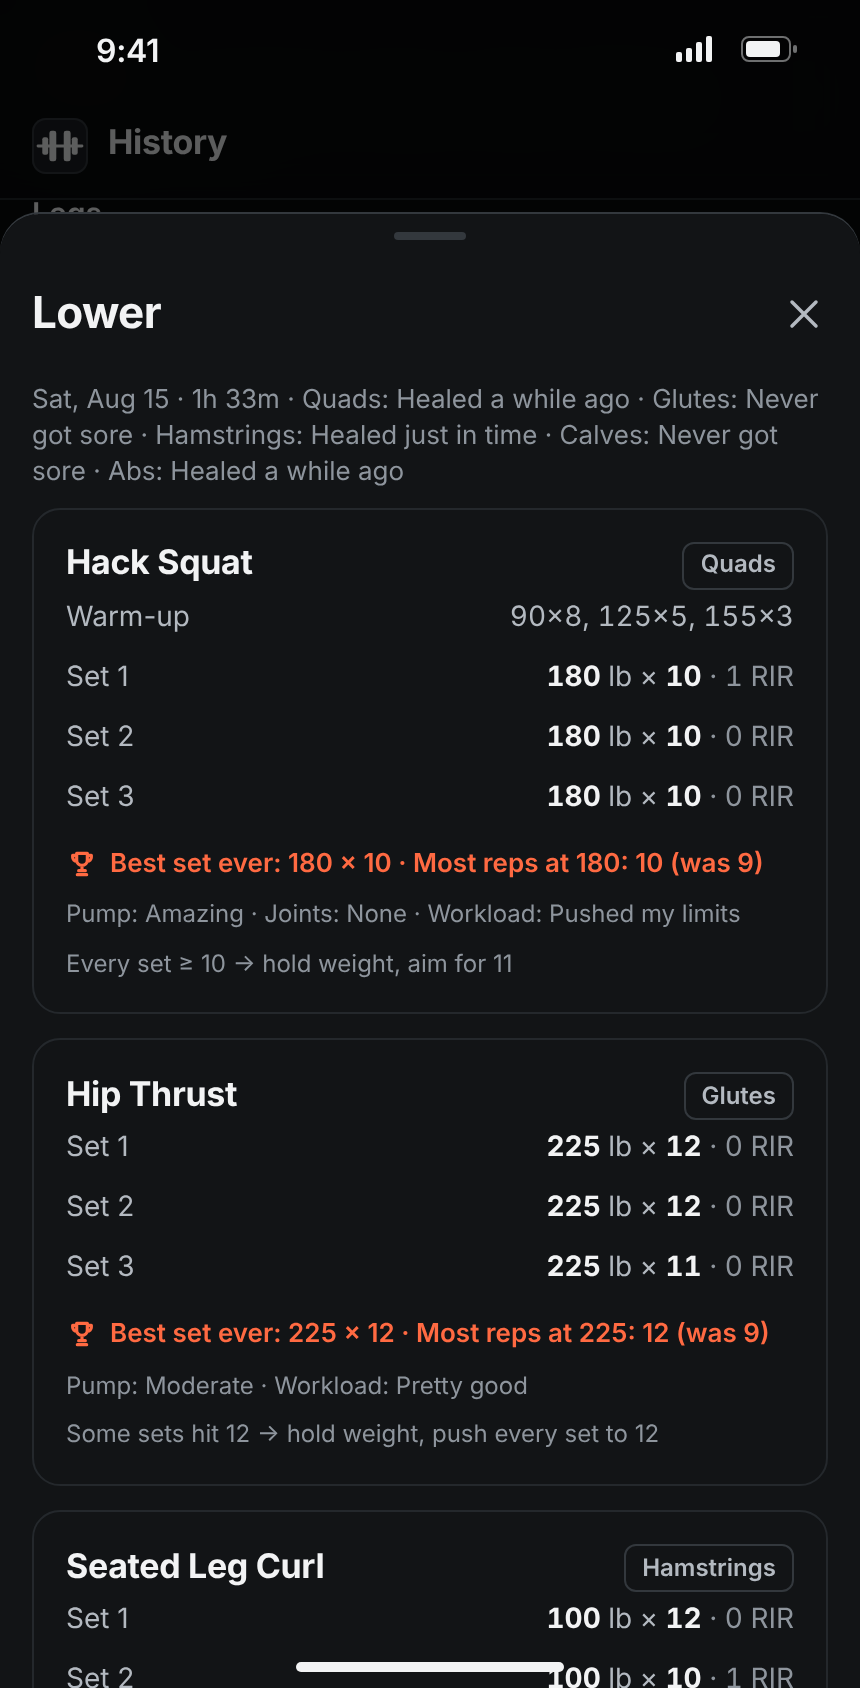 9:41
History
Legs
Lower
Sat, Aug 15 · 1h 33m · Quads: Healed a while ago · Glutes: Never
got sore · Hamstrings: Healed just in time · Calves: Never got
sore · Abs: Healed a while ago
Hack Squat
Quads
Warm-up 90×8, 125×5, 155×3
Set 1 180 lb × 10 · 1 RIR
Set 2 180 lb × 10 · 0 RIR
Set 3 180 lb × 10 · 0 RIR
Best set ever: 180 × 10 · Most reps at 180: 10 (was 9)
Pump: Amazing · Joints: None · Workload: Pushed my limits
Every set ≥ 10 → hold weight, aim for 11
Hip Thrust
Glutes
Set 1 225 lb × 12 · 0 RIR
Set 2 225 lb × 12 · 0 RIR
Set 3 225 lb × 11 · 0 RIR
Best set ever: 225 × 12 · Most reps at 225: 12 (was 9)
Pump: Moderate · Workload: Pretty good
Some sets hit 12 → hold weight, push every set to 12
Seated Leg Curl
Hamstrings
Set 1 100 lb × 12 · 0 RIR
Set 2 100 lb × 10 · 1 RIR